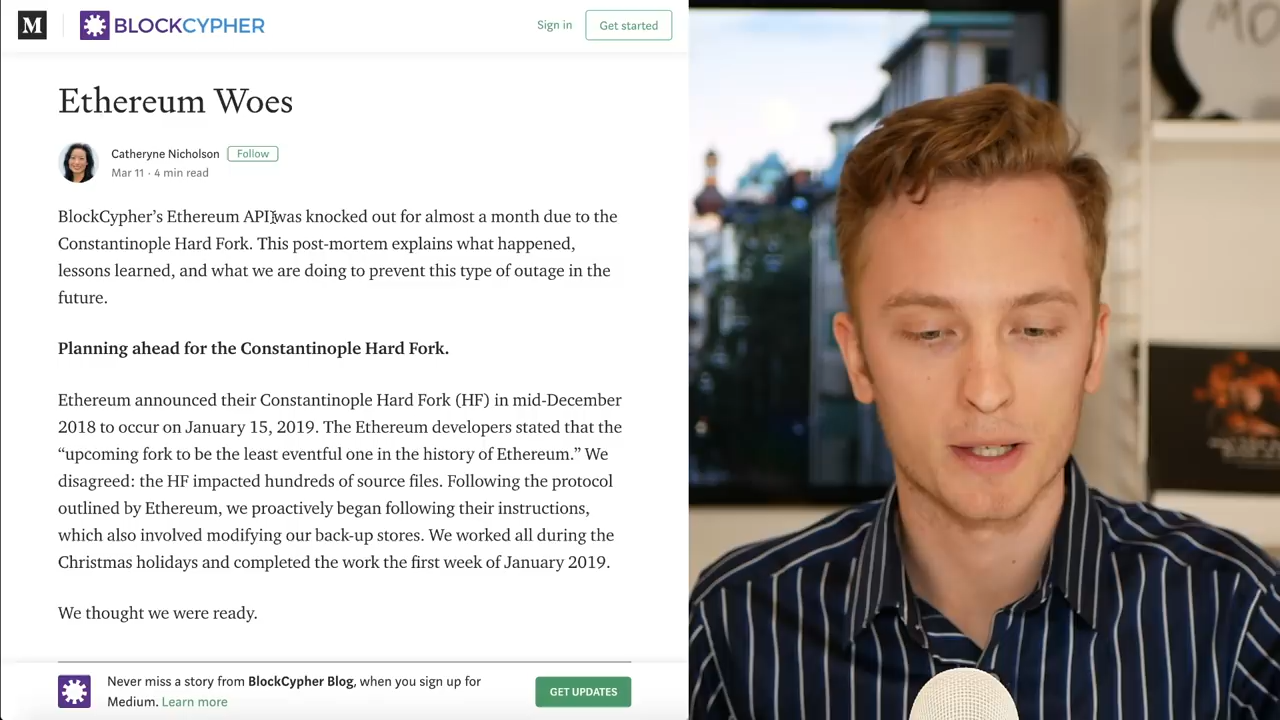 M
BLOCKCYPHER
Sign in
Get started
Ethereum Woes
Catheryne Nicholson
Follow
Mar 11 · 4 min read
BlockCypher’s Ethereum API was knocked out for almost a month due to the
Constantinople Hard Fork. This post-mortem explains what happened,
lessons learned, and what we are doing to prevent this type of outage in the
future.
Planning ahead for the Constantinople Hard Fork.
Ethereum announced their Constantinople Hard Fork (HF) in mid-December
2018 to occur on January 15, 2019. The Ethereum developers stated that the
“upcoming fork to be the least eventful one in the history of Ethereum.” We
disagreed: the HF impacted hundreds of source files. Following the protocol
outlined by Ethereum, we proactively began following their instructions,
which also involved modifying our back-up stores. We worked all during the
Christmas holidays and completed the work the first week of January 2019.
We thought we were ready.
Never miss a story from BlockCypher Blog, when you sign up for
Medium. Learn more
GET UPDATES